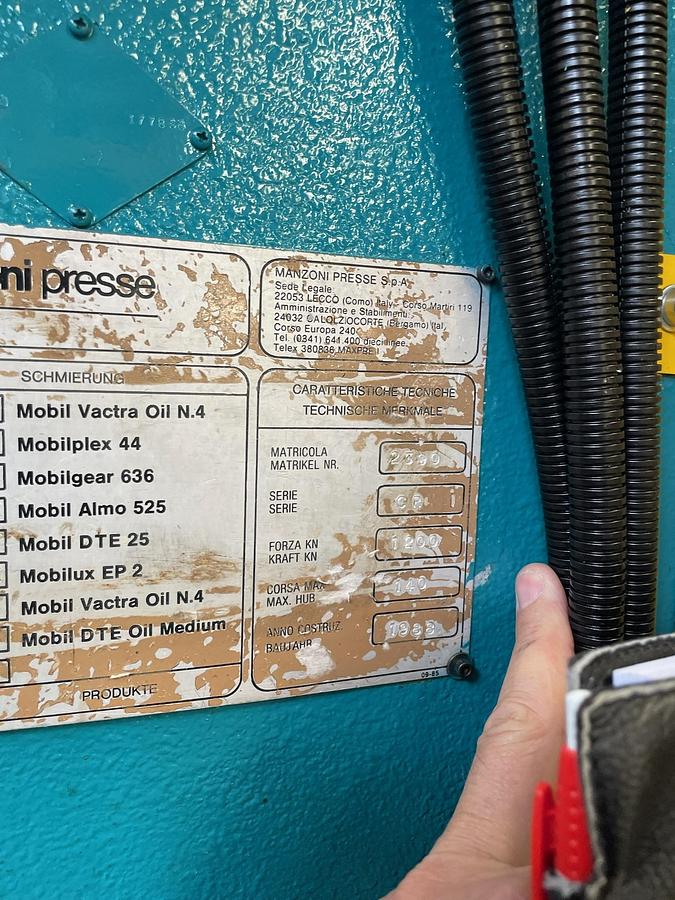 ni presse
MANZONI PRESSE S.p.A.
Sede Legale:
22053 LECCO (Como) Italy - Corso Martiri 119
Amministrazione e Stabilimenti:
24032 CALOLZIOCORTE (Bergamo) Ital.
Corso Europa 240
Tel. (0341) 641.400 dieci linee
Telex 380836 MAXPRE I
SCHMIERUNG
Mobil Vactra Oil N.4
Mobilplex 44
Mobilgear 636
Mobil Almo 525
Mobil DTE 25
Mobilux EP 2
Mobil Vactra Oil N.4
Mobil DTE Oil Medium
PRODUKTE
CARATTERISTICHE TECNICHE
TECHNISCHE MERKMALE
MATRICOLA
MATRIKEL NR.
SERIE
SERIE
FORZA KN 1200
KRAFT KN
CORSA MAX 140
MAX. HUB
ANNO COSTRUZ.
BAUJAHR
09-85